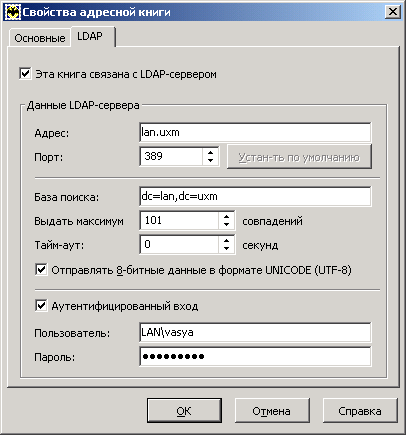 Свойства адресной книги
Основные LDAP
Эта книга связана с LDAP-сервером
Данные LDAP-сервера
Адрес: lan.uxm
Порт: 389 Устан-ть по умолчанию
База поиска: dc=lan,dc=uxm
Выдать максимум 101 совпадений
Тайм-аут: 0 секунд
Отправлять 8-битные данные в формате UNICODE (UTF-8)
Аутентифицированный вход
Пользователь: LAN\vasya
Пароль: ●●●●●●●●●
OK Отмена Справка